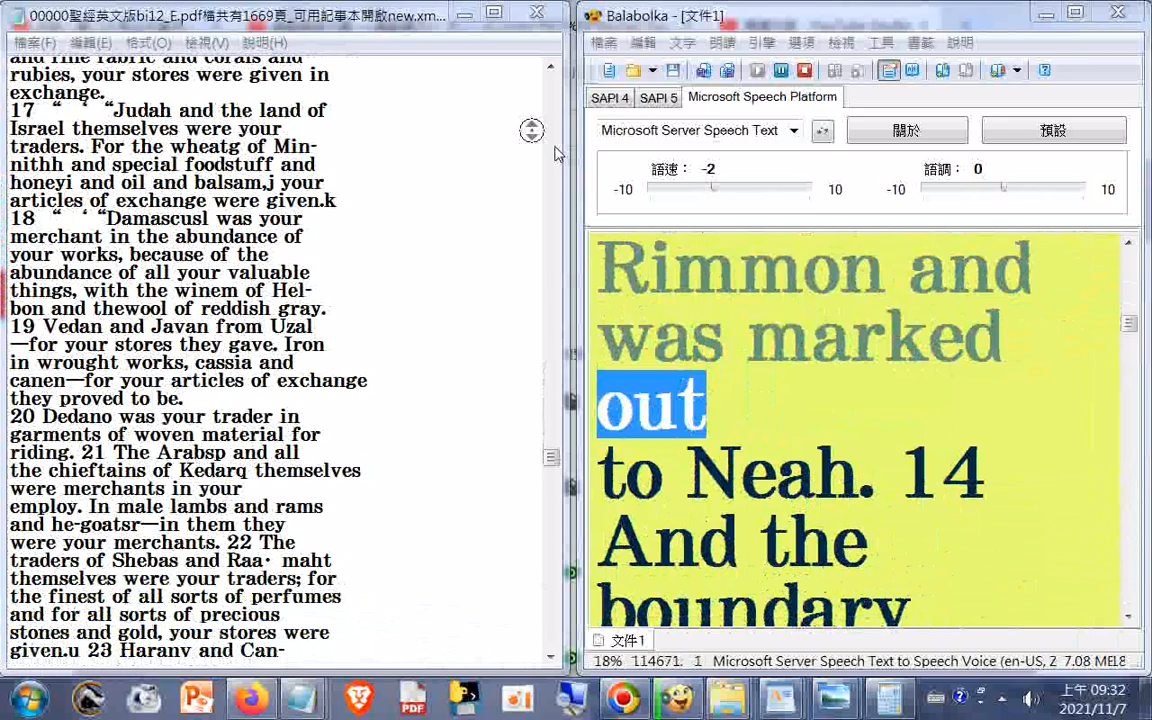 00000聖經英文版bi12_E.pdf檔共有1669頁_可用記事本開啟new.xm...
檔案(F) 編輯(E) 格式(O) 檢視(V) 說明(H)
and fine fabric and corals and
rubies, your stores were given in
exchange.
17 “ ‘ “Judah and the land of
Israel themselves were your
traders. For the wheatg of Min-
nithh and special foodstuff and
honeyi and oil and balsam,j your
articles of exchange were given.k
18 “ ‘ “Damascusl was your
merchant in the abundance of
your works, because of the
abundance of all your valuable
things, with the winem of Hel-
bon and thewool of reddish gray.
19 Vedan and Javan from Uzal
—for your stores they gave. Iron
in wrought works, cassia and
canen—for your articles of exchange
they proved to be.
20 Dedano was your trader in
garments of woven material for
riding. 21 The Arabsp and all
the chieftains of Kedarq themselves
were merchants in your
employ. In male lambs and rams
and he-goatsr—in them they
were your merchants. 22 The
traders of Shebas and Raa· maht
themselves were your traders; for
the finest of all sorts of perfumes
and for all sorts of precious
stones and gold, your stores were
given.u 23 Haranv and Can-
Balabolka - [文件1]
檔案 編輯 文字 朗讀 引擎 選項 檢視 工具 書籤 說明
SAPI 4 SAPI 5 Microsoft Speech Platform
Microsoft Server Speech Text 關於 預設
語速： -2 語調： 0
-10 10 -10 10
Rimmon and
was marked
out
to Neah. 14
And the
boundary
文件1
18% 114671: 1 Microsoft Server Speech Text to Speech Voice (en-US, Z 7.08 MЕ18
上午 09:32
2021/11/7